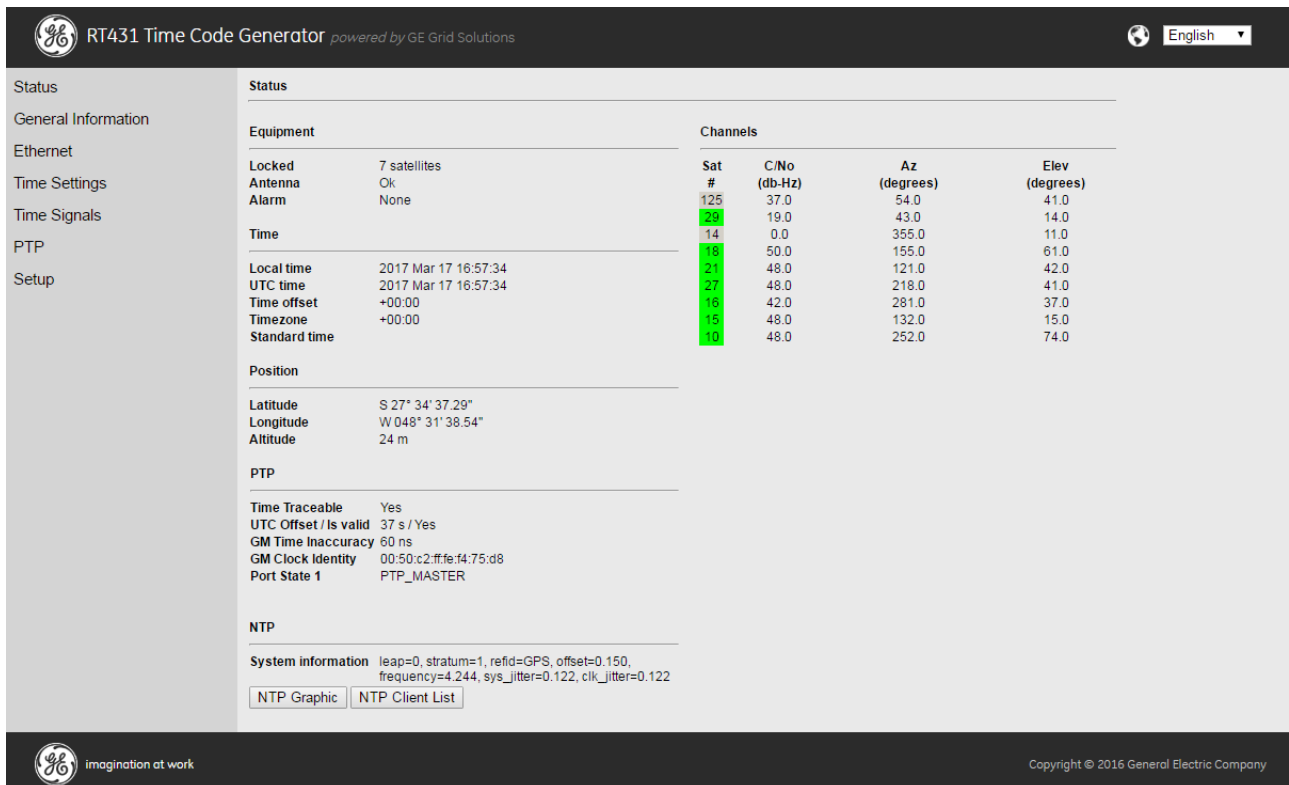 RT431 Time Code Generator powered by GE Grid Solutions
English
Status
General Information
Ethernet
Time Settings
Time Signals
PTP
Setup
Status
Equipment
Locked 7 satellites
Antenna Ok
Alarm None
Time
Local time 2017 Mar 17 16:57:34
UTC time 2017 Mar 17 16:57:34
Time offset +00:00
Timezone +00:00
Standard time
Position
Latitude S 27° 34' 37.29"
Longitude W 048° 31' 38.54"
Altitude 24 m
PTP
Time Traceable Yes
UTC Offset / Is valid 37 s / Yes
GM Time Inaccuracy 60 ns
GM Clock Identity 00:50:c2:ff:fe:f4:75:d8
Port State 1 PTP_MASTER
NTP
System information leap=0, stratum=1, refid=GPS, offset=0.150,
frequency=4.244, sys_jitter=0.122, clk_jitter=0.122
NTP Graphic NTP Client List
Channels
Sat C/No Az Elev
# (db-Hz) (degrees) (degrees)
125 37.0 54.0 41.0
29 19.0 43.0 14.0
14 0.0 355.0 11.0
18 50.0 155.0 61.0
21 48.0 121.0 42.0
27 48.0 218.0 41.0
16 42.0 281.0 37.0
15 48.0 132.0 15.0
10 48.0 252.0 74.0
imagination at work
Copyright © 2016 General Electric Company